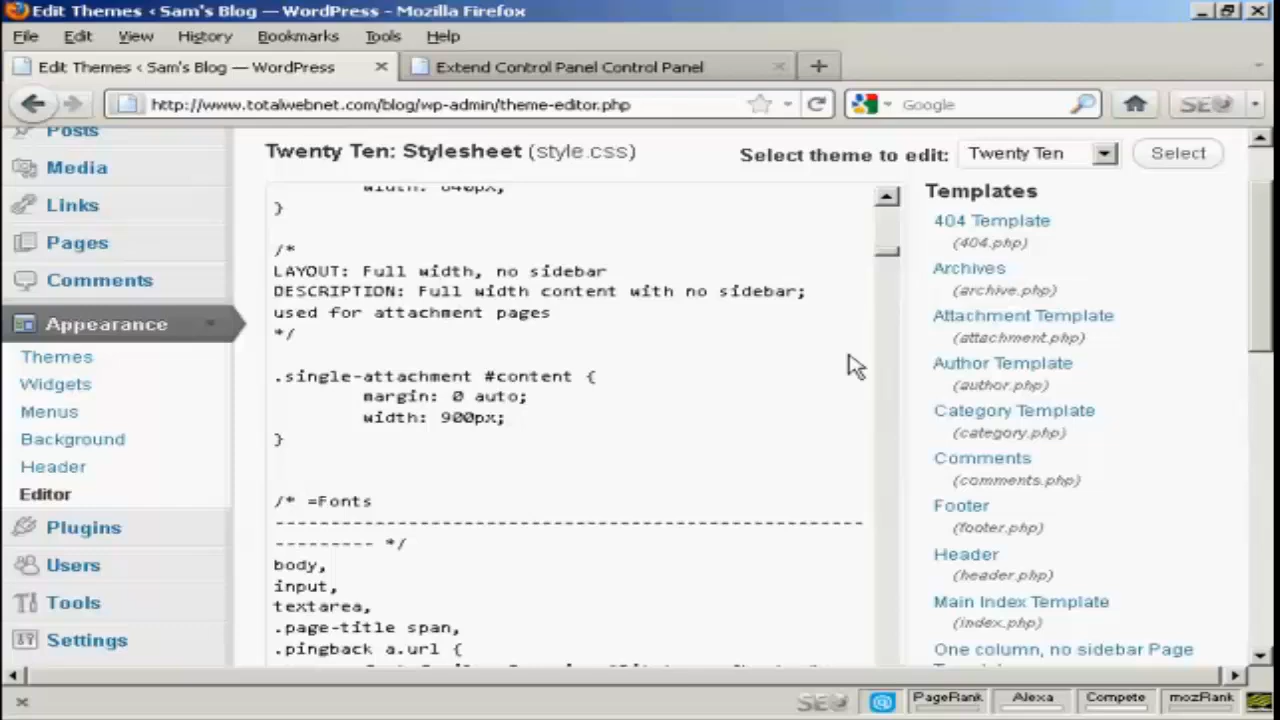 Edit Themes ‹ Sam's Blog — WordPress - Mozilla Firefox
File Edit View History Bookmarks Tools Help
Edit Themes ‹ Sam's Blog — WordPress
Extend Control Panel Control Panel
http://www.totalwebnet.com/blog/wp-admin/theme-editor.php
Google
SEO
Posts
Media
Links
Pages
Comments
Appearance
Themes
Widgets
Menus
Background
Header
Editor
Plugins
Users
Tools
Settings
Twenty Ten: Stylesheet (style.css)
Select theme to edit: Twenty Ten Select
width: 640px;
}
/*
LAYOUT: Full width, no sidebar
DESCRIPTION: Full width content with no sidebar;
used for attachment pages
*/
.single-attachment #content {
margin: 0 auto;
width: 900px;
}
/* =Fonts
-----------------------------------------------------
--------- */
body,
input,
textarea,
.page-title span,
.pingback a.url {
Templates
404 Template
(404.php)
Archives
(archive.php)
Attachment Template
(attachment.php)
Author Template
(author.php)
Category Template
(category.php)
Comments
(comments.php)
Footer
(footer.php)
Header
(header.php)
Main Index Template
(index.php)
One column, no sidebar Page
SEO
PageRank
Alexa
Compete
mozRank